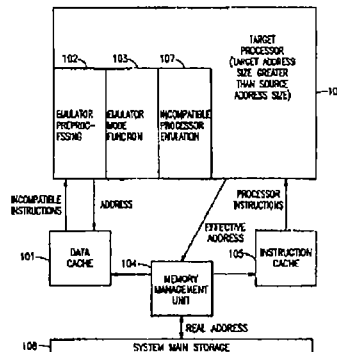 102
103
107
TARGET
PROCESSOR
(TARGET ADDRESS
SIZE GREATER
THAN SOURCE
ADDRESS SIZE)
10
EMULATOR
PREPROC-
ESSING
EMULATOR
MODE
FUNCTION
INCOMPATIBLE
PROCESSOR
EMULATION
INCOMPATIBLE
INSTRUCTIONS
ADDRESS
PROCESSOR
INSTRUCTIONS
EFFECTIVE
ADDRESS
101
DATA
CACHE
104
MEMORY
MANAGEMENT
UNIT
105
INSTRUCTION
CACHE
REAL ADDRESS
106
SYSTEM MAIN STORAGE